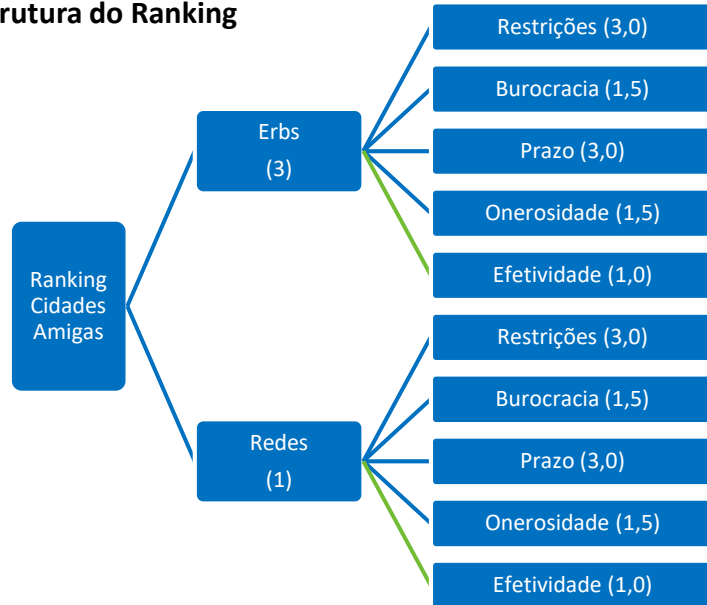 rutura do Ranking
Ranking
Cidades
Amigas
Erbs
(3)
Restrições (3,0)
Burocracia (1,5)
Prazo (3,0)
Onerosidade (1,5)
Efetividade (1,0)
Redes
(1)
Restrições (3,0)
Burocracia (1,5)
Prazo (3,0)
Onerosidade (1,5)
Efetividade (1,0)